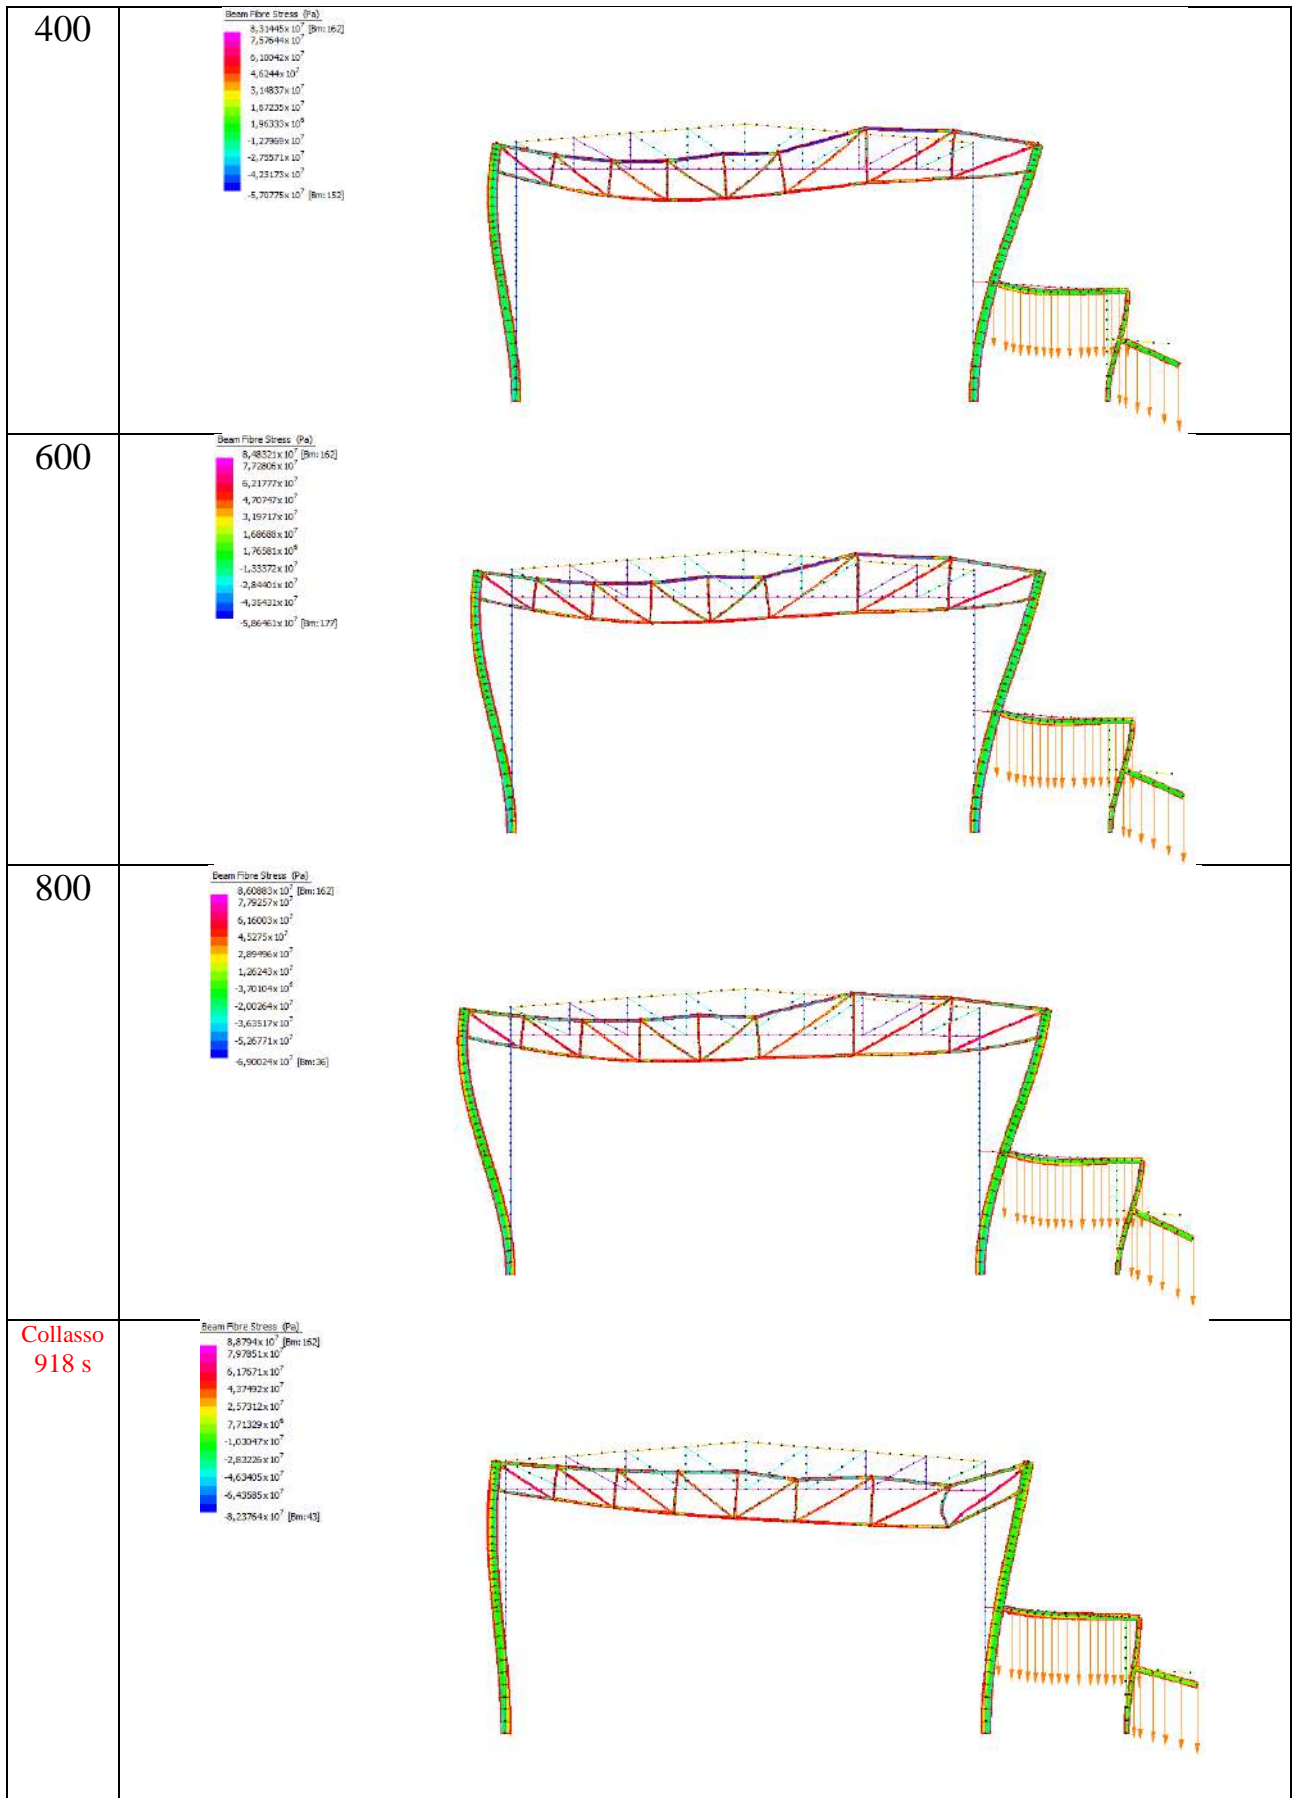 400
Beam Fibre Stress (Pa)
8,31445x10⁷ [Bm:162]
7,57644x10⁷
6,10042x10⁷
4,6244x10⁷
3,14837x10⁷
1,67235x10⁷
1,96333x10⁶
-1,27969x10⁷
-2,75571x10⁷
-4,23173x10⁷
-5,70775x10⁷ [Bm:152]
600
Beam Fibre Stress (Pa)
8,48321x10⁷ [Bm:162]
7,72806x10⁷
6,21777x10⁷
4,70747x10⁷
3,19717x10⁷
1,68688x10⁷
1,76581x10⁶
-1,33372x10⁷
-2,84401x10⁷
-4,35431x10⁷
-5,86461x10⁷ [Bm:177]
800
Beam Fibre Stress (Pa)
8,60883x10⁷ [Bm:162]
7,79257x10⁷
6,16003x10⁷
4,5275x10⁷
2,89496x10⁷
1,26243x10⁷
-3,70104x10⁶
-2,00264x10⁷
-3,63517x10⁷
-5,26771x10⁷
-6,90024x10⁷ [Bm:36]
Collasso
918 s
Beam Fibre Stress (Pa)
8,8794x10⁷ [Bm:162]
7,97851x10⁷
6,17671x10⁷
4,37492x10⁷
2,57312x10⁷
7,71329x10⁶
-1,03047x10⁷
-2,83226x10⁷
-4,63405x10⁷
-6,43585x10⁷
-8,23764x10⁷ [Bm:43]